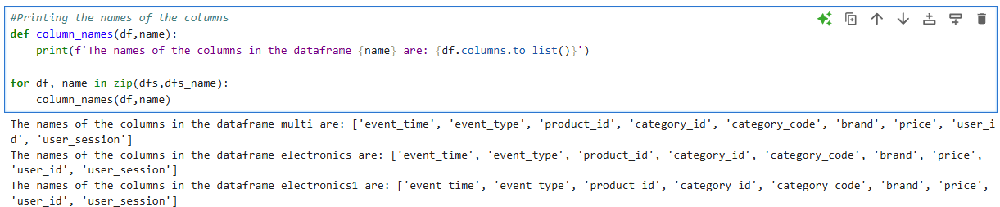 #Printing the names of the columns
def column_names(df,name):
    print(f'The names of the columns in the dataframe {name} are: {df.columns.to_list()}')
for df, name in zip(dfs,dfs_name):
    column_names(df,name)
The names of the columns in the dataframe multi are: ['event_time', 'event_type', 'product_id', 'category_id', 'category_code', 'brand', 'price', 'user_i
d', 'user_session']
The names of the columns in the dataframe electronics are: ['event_time', 'event_type', 'product_id', 'category_id', 'category_code', 'brand', 'price',
'user_id', 'user_session']
The names of the columns in the dataframe electronics1 are: ['event_time', 'event_type', 'product_id', 'category_id', 'category_code', 'brand', 'price',
'user_id', 'user_session']